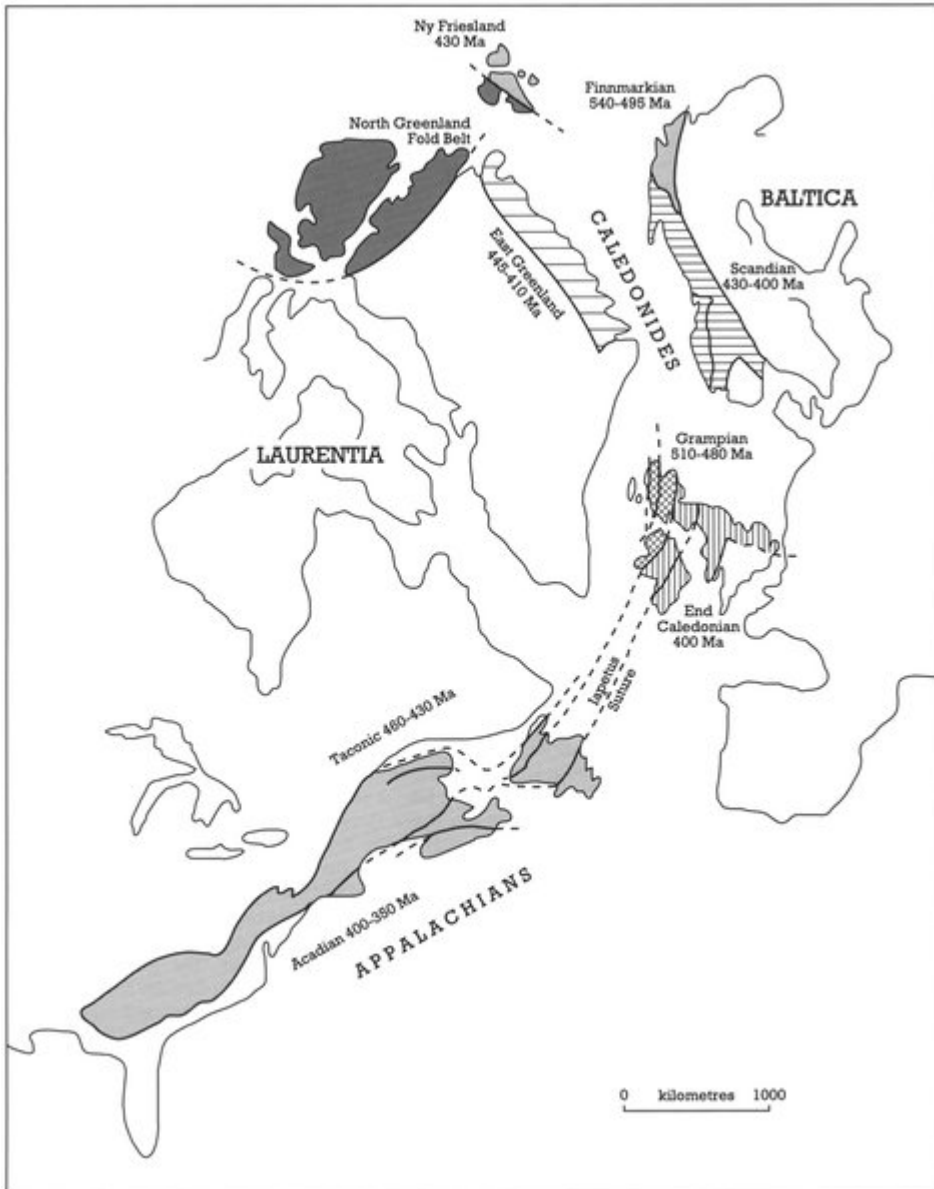 Ny Friesland
430 Ma
Finnmarkian
540-495 Ma
North Greenland
Fold Belt
BALTICA
CALEDONIDES
East Greenland
445-410 Ma
Scandian
430-400 Ma
LAURENTIA
Grampian
510-480 Ma
?
End
Caledonian
400 Ma
Iapetus
Suture
Taconic 460-430 Ma
Acadian 400-350 Ma
APPALACHIANS
0 kilometres 1000